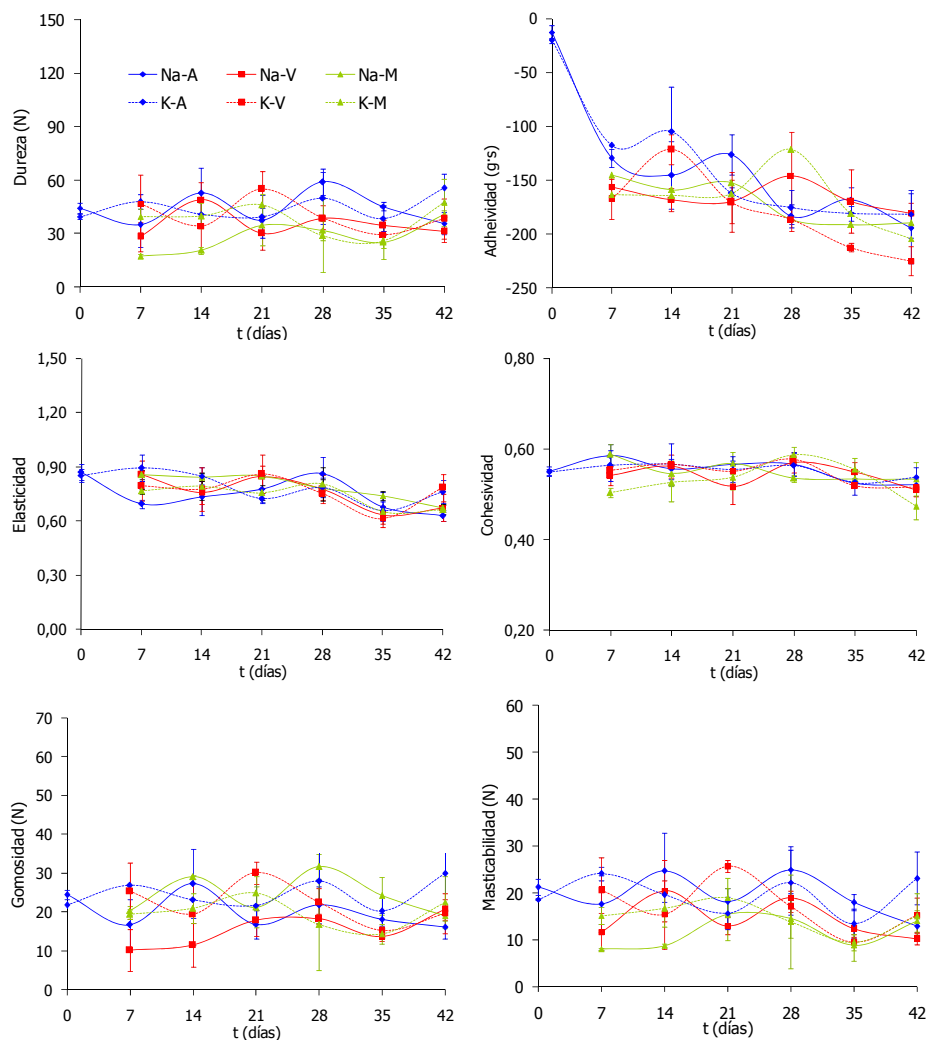 150
120
90
60
30
0
Dureza (N)
Na-A Na-V Na-M
K-A K-V K-M
0 7 14 21 28 35 42
t (días)
0
-50
-100
-150
-200
-250
Adheividad (g·s)
0 7 14 21 28 35 42
t (días)
1,50
1,20
0,90
0,60
0,30
0,00
Elasticidad
0 7 14 21 28 35 42
t (días)
0,80
0,60
0,40
0,20
Cohesividad
0 7 14 21 28 35 42
t (días)
70
60
50
40
30
20
10
0
Gomosidad (N)
0 7 14 21 28 35 42
t (días)
60
50
40
30
20
10
0
Masticabilidad (N)
0 7 14 21 28 35 42
t (días)